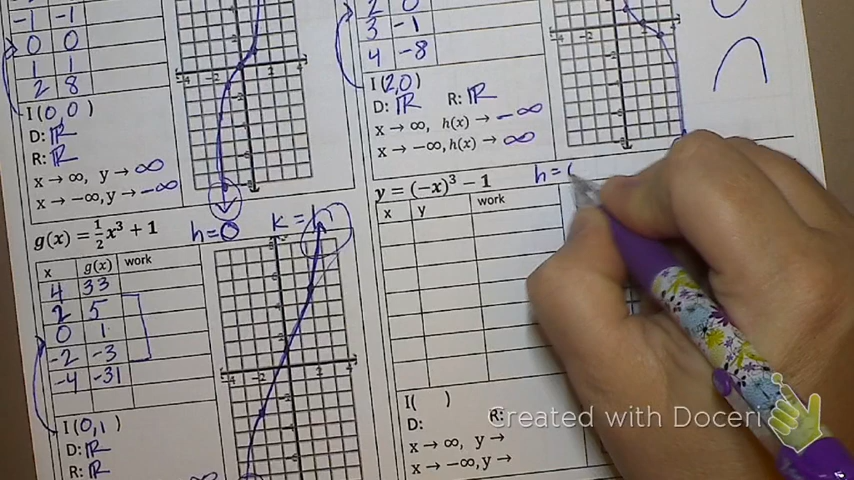 -1 -1
0 0
1 1
2 8
I(0,0)
D: ℝ
R: ℝ
x → ∞, y → ∞
x → -∞, y → -∞
2 0
3 -1
4 -8
I(2,0)
D: ℝ R: ℝ
x → ∞, h(x) → -∞
x → -∞, h(x) → ∞
g(x) = ½x³ + 1 h=0 k=1
x g(x) work
4 33
2 5
0 1
-2 -3
-4 -31
I(0,1)
D: ℝ
R: ℝ
y = (-x)³ - 1 h=
x y work
I( )
D: R:
x → ∞, y →
x → -∞, y →
Created with Doceri